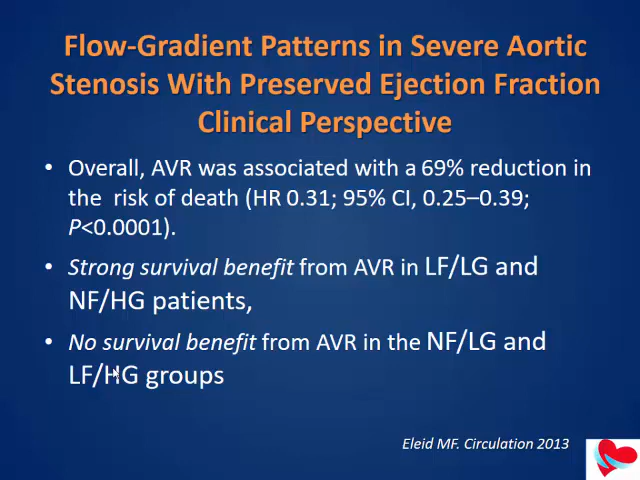 Flow-Gradient Patterns in Severe Aortic
Stenosis With Preserved Ejection Fraction
Clinical Perspective
• Overall, AVR was associated with a 69% reduction in
the risk of death (HR 0.31; 95% CI, 0.25–0.39;
P<0.0001).
• Strong survival benefit from AVR in LF/LG and
NF/HG patients,
• No survival benefit from AVR in the NF/LG and
LF/HG groups
Eleid MF. Circulation 2013